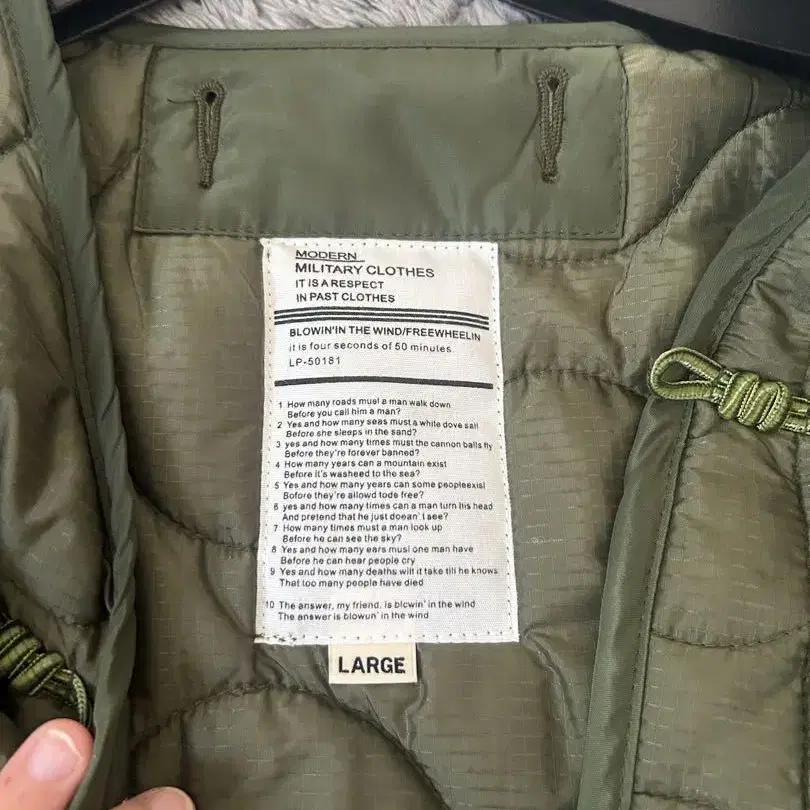 MODERN
MILITARY CLOTHES
IT IS A RESPECT
IN PAST CLOTHES
BLOWIN'IN THE WIND/FREEWHEELIN
it is four seconds of 50 minutes
LP-50181
1 How many roads must a man walk down
Before you call him a man?
2 Yes and how many seas must a white dove sail
Before she sleeps in the sand?
3 yes and how many times must the cannon balls fly
Before they're forever banned?
4 How many years can a mountain exist
Before it's washeed to the sea?
5 Yes and how many years can some peopleexist
Bofore they're allowd tode free?
6 yes and how many times can a man turn his head
And pretend that he just doean't see?
7 How many times must a man look up
Before he can see the sky?
8 Yes and how many ears must one man have
Before he can hear people cry
9 Yes and how many deaths will it take till he knows
That too many people have died
10 The answer, my friend, is blowin' in the wind
The answer is blowun' in the wind
LARGE